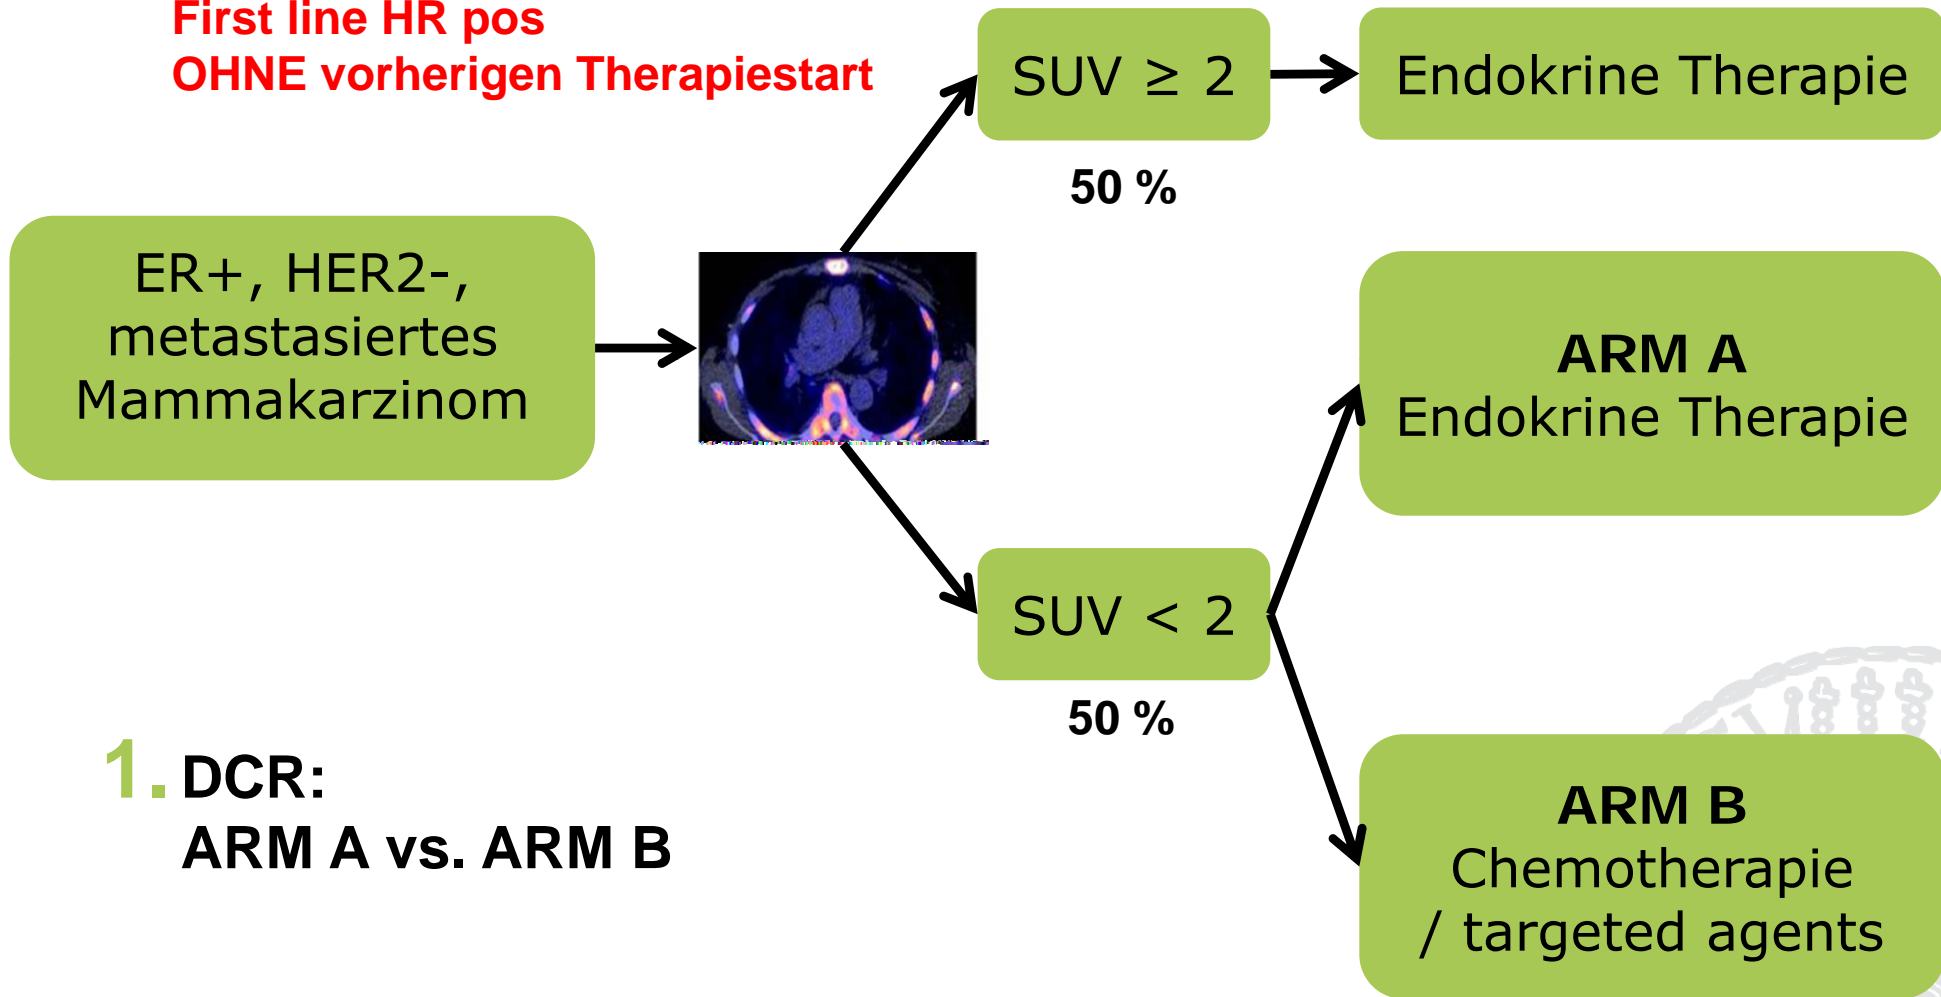 First line HR pos
OHNE vorherigen Therapiestart
SUV ≥ 2
Endokrine Therapie
50 %
ER+, HER2-,
metastasiertes
Mammakarzinom
ARM A
Endokrine Therapie
SUV < 2
50 %
1. DCR:
ARM A vs. ARM B
ARM B
Chemotherapie
/ targeted agents